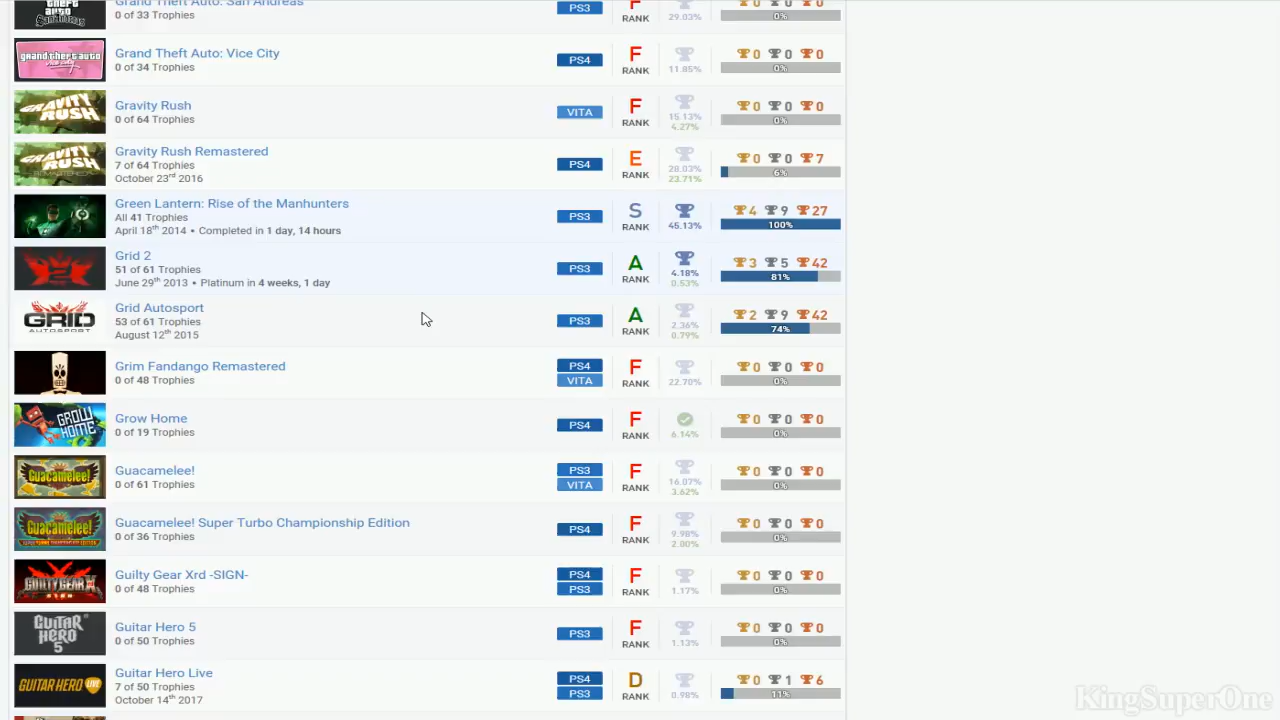 Grand Theft Auto: San Andreas
0 of 33 Trophies
PS3
F
RANK
29.03%
0 0 0
0%
Grand Theft Auto: Vice City
0 of 34 Trophies
PS4
F
RANK
11.85%
0 0 0
0%
Gravity Rush
0 of 64 Trophies
VITA
F
RANK
15.13%
4.27%
0 0 0
0%
Gravity Rush Remastered
7 of 64 Trophies
October 23rd 2016
PS4
E
RANK
28.03%
23.71%
0 0 7
6%
Green Lantern: Rise of the Manhunters
All 41 Trophies
April 18th 2014 • Completed in 1 day, 14 hours
PS3
S
RANK
45.13%
4 9 27
100%
Grid 2
51 of 61 Trophies
June 29th 2013 • Platinum in 4 weeks, 1 day
PS3
A
RANK
4.18%
0.53%
3 5 42
81%
Grid Autosport
53 of 61 Trophies
August 12th 2015
PS3
A
RANK
2.36%
0.79%
2 9 42
74%
Grim Fandango Remastered
0 of 48 Trophies
PS4
VITA
F
RANK
22.70%
0 0 0
0%
Grow Home
0 of 19 Trophies
PS4
F
RANK
6.14%
0 0 0
0%
Guacamelee!
0 of 61 Trophies
PS3
VITA
F
RANK
16.07%
3.62%
0 0 0
0%
Guacamelee! Super Turbo Championship Edition
0 of 38 Trophies
PS4
F
RANK
9.98%
2.00%
0 0 0
0%
Guilty Gear Xrd -SIGN-
0 of 48 Trophies
PS4
PS3
F
RANK
1.17%
0 0 0
0%
Guitar Hero 5
0 of 50 Trophies
PS3
F
RANK
1.13%
0 0 0
0%
Guitar Hero Live
7 of 50 Trophies
October 14th 2017
PS4
PS3
D
RANK
0.98%
0 1 6
11%
KingSuperOne